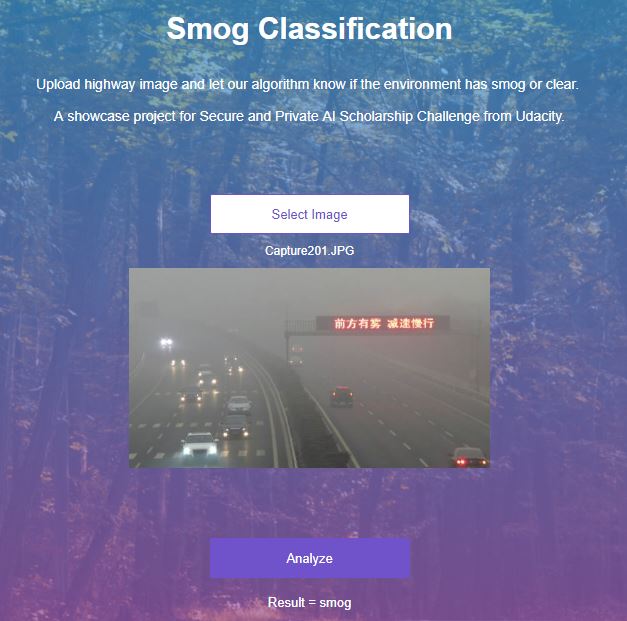 Smog Classification
Upload highway image and let our algorithm know if the environment has smog or clear.
A showcase project for Secure and Private AI Scholarship Challenge from Udacity.
Select Image
Capture201.JPG
前方有雾 减速慢行
Analyze
Result = smog